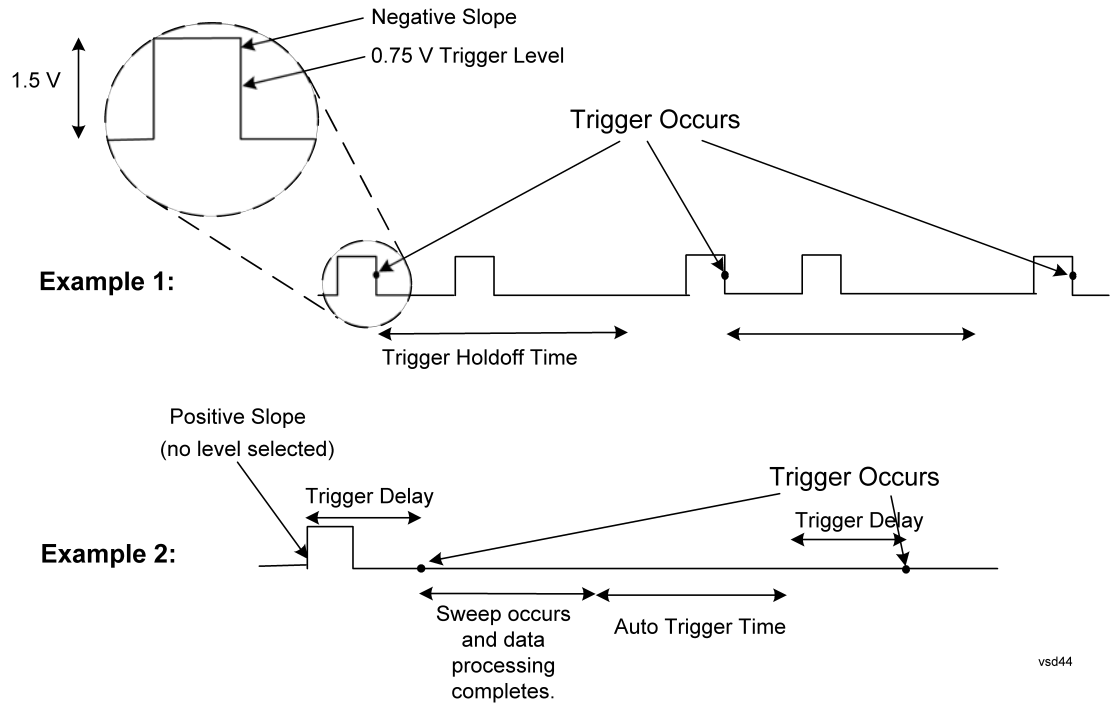 Negative Slope
0.75 V Trigger Level
1.5 V
Trigger Occurs
Example 1:
Trigger Holdoff Time
Positive Slope
(no level selected)
Trigger Delay
Trigger Occurs
Trigger Delay
Example 2:
Sweep occurs
and data
processing
completes.
Auto Trigger Time
vsd44